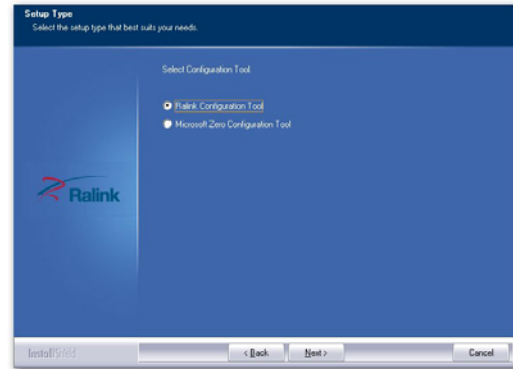 Setup Type
Select the setup type that best suits your needs.
Select Configuration Tool
Ralink Configuration Tool
Microsoft Zero Configuration Tool
Ralink
InstallShield
< Back
Next >
Cancel